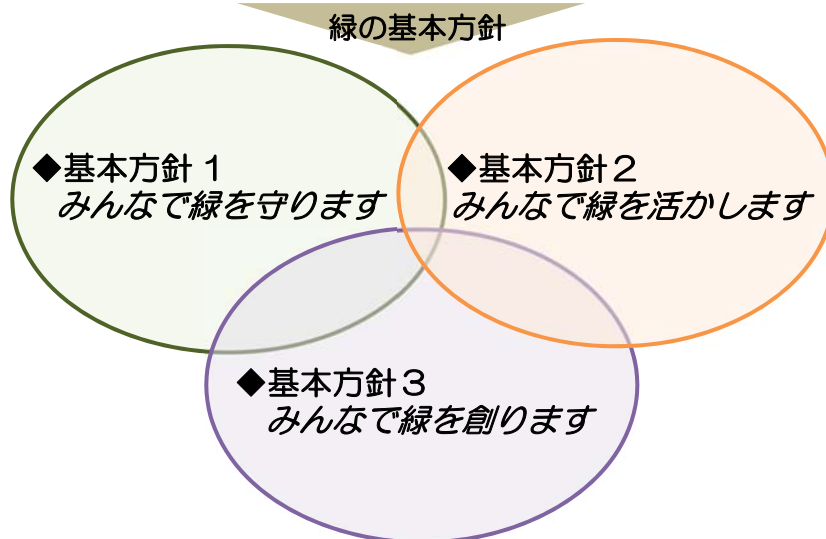 緑の基本方針
◆基本方針１
みんなで緑を守ります
◆基本方針２
みんなで緑を活かします
◆基本方針３
みんなで緑を創ります